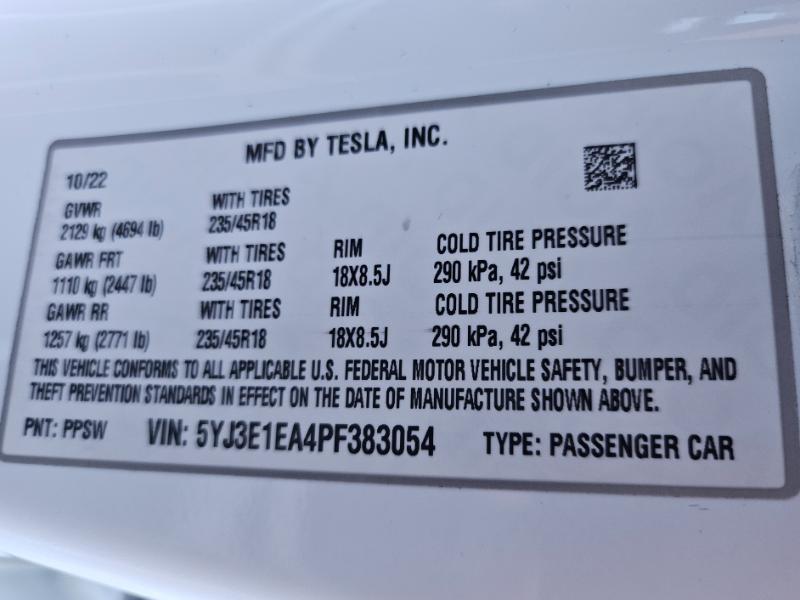 MFD BY TESLA, INC.
10/22
GVWR WITH TIRES
2129 kg (4694 lb) 235/45R18
GAWR FRT WITH TIRES RIM COLD TIRE PRESSURE
1110 kg (2447 lb) 235/45R18 18X8.5J 290 kPa, 42 psi
GAWR RR WITH TIRES RIM COLD TIRE PRESSURE
1257 kg (2771 lb) 235/45R18 18X8.5J 290 kPa, 42 psi
THIS VEHICLE CONFORMS TO ALL APPLICABLE U.S. FEDERAL MOTOR VEHICLE SAFETY, BUMPER, AND
THEFT PREVENTION STANDARDS IN EFFECT ON THE DATE OF MANUFACTURE SHOWN ABOVE.
PNT: PPSW VIN: 5YJ3E1EA4PF383054 TYPE: PASSENGER CAR